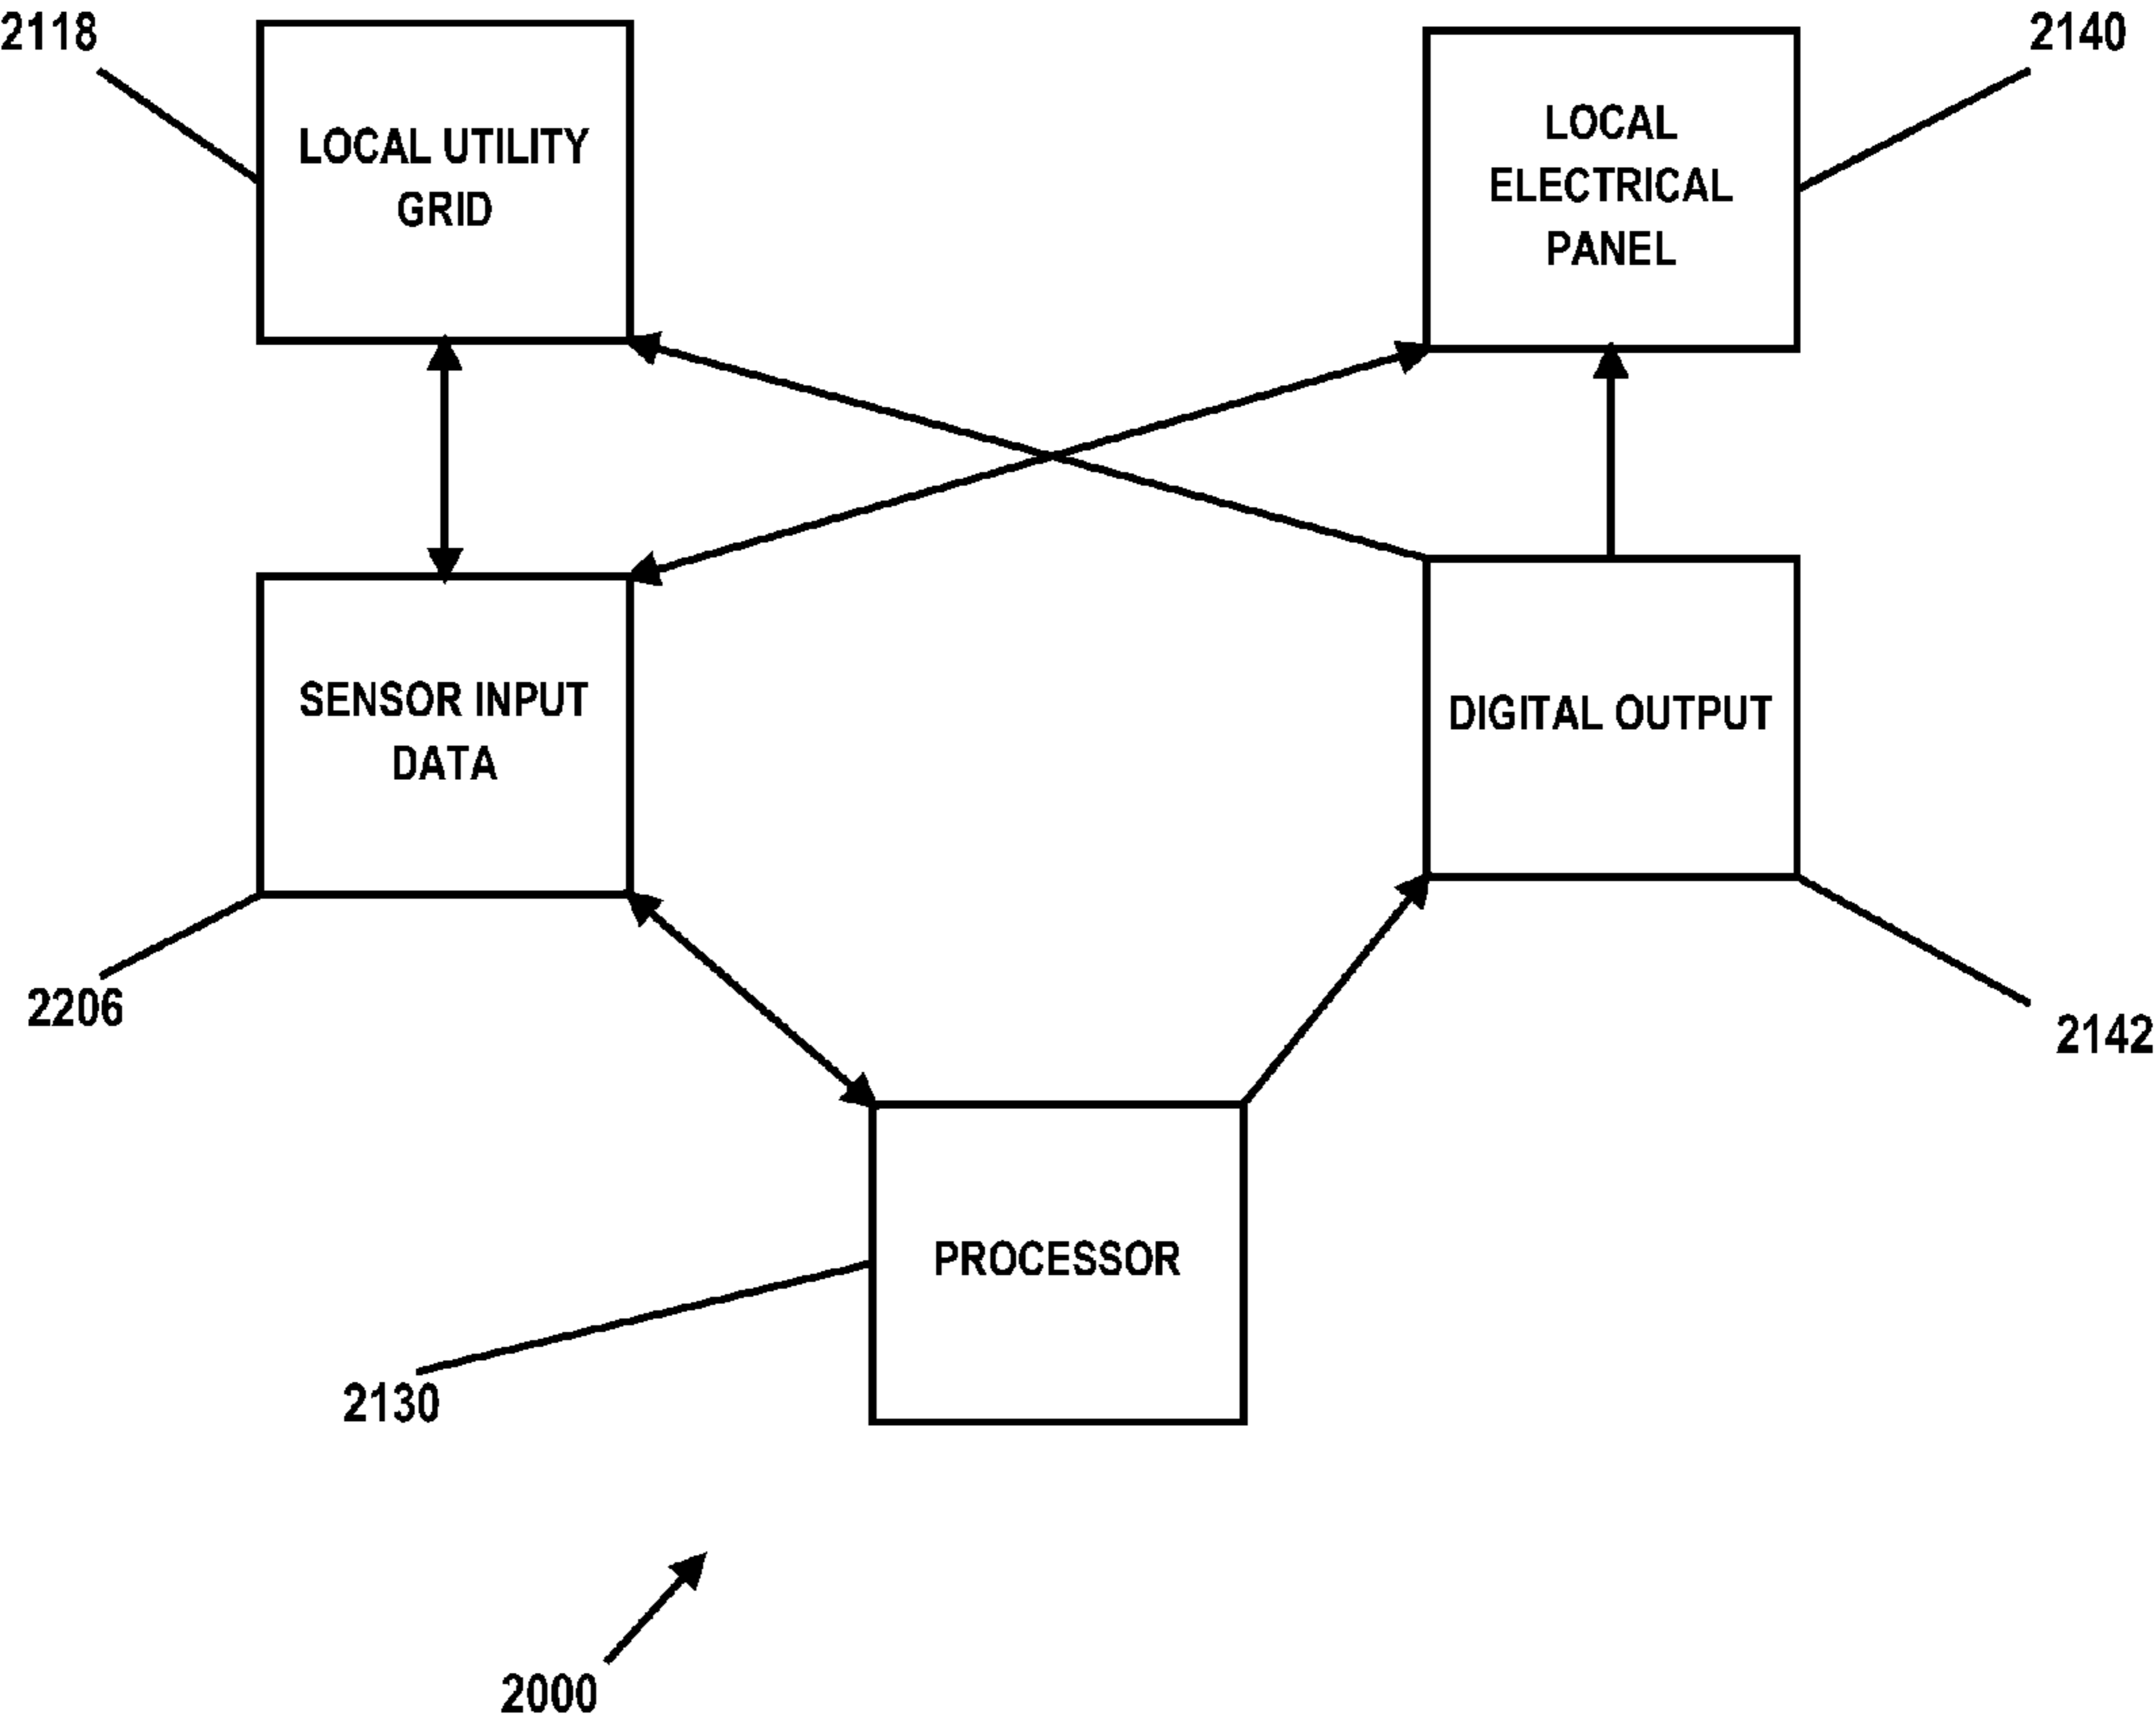 2118
2140
LOCAL UTILITY
GRID
LOCAL
ELECTRICAL
PANEL
SENSOR INPUT
DATA
DIGITAL OUTPUT
2206
2142
PROCESSOR
2130
2000